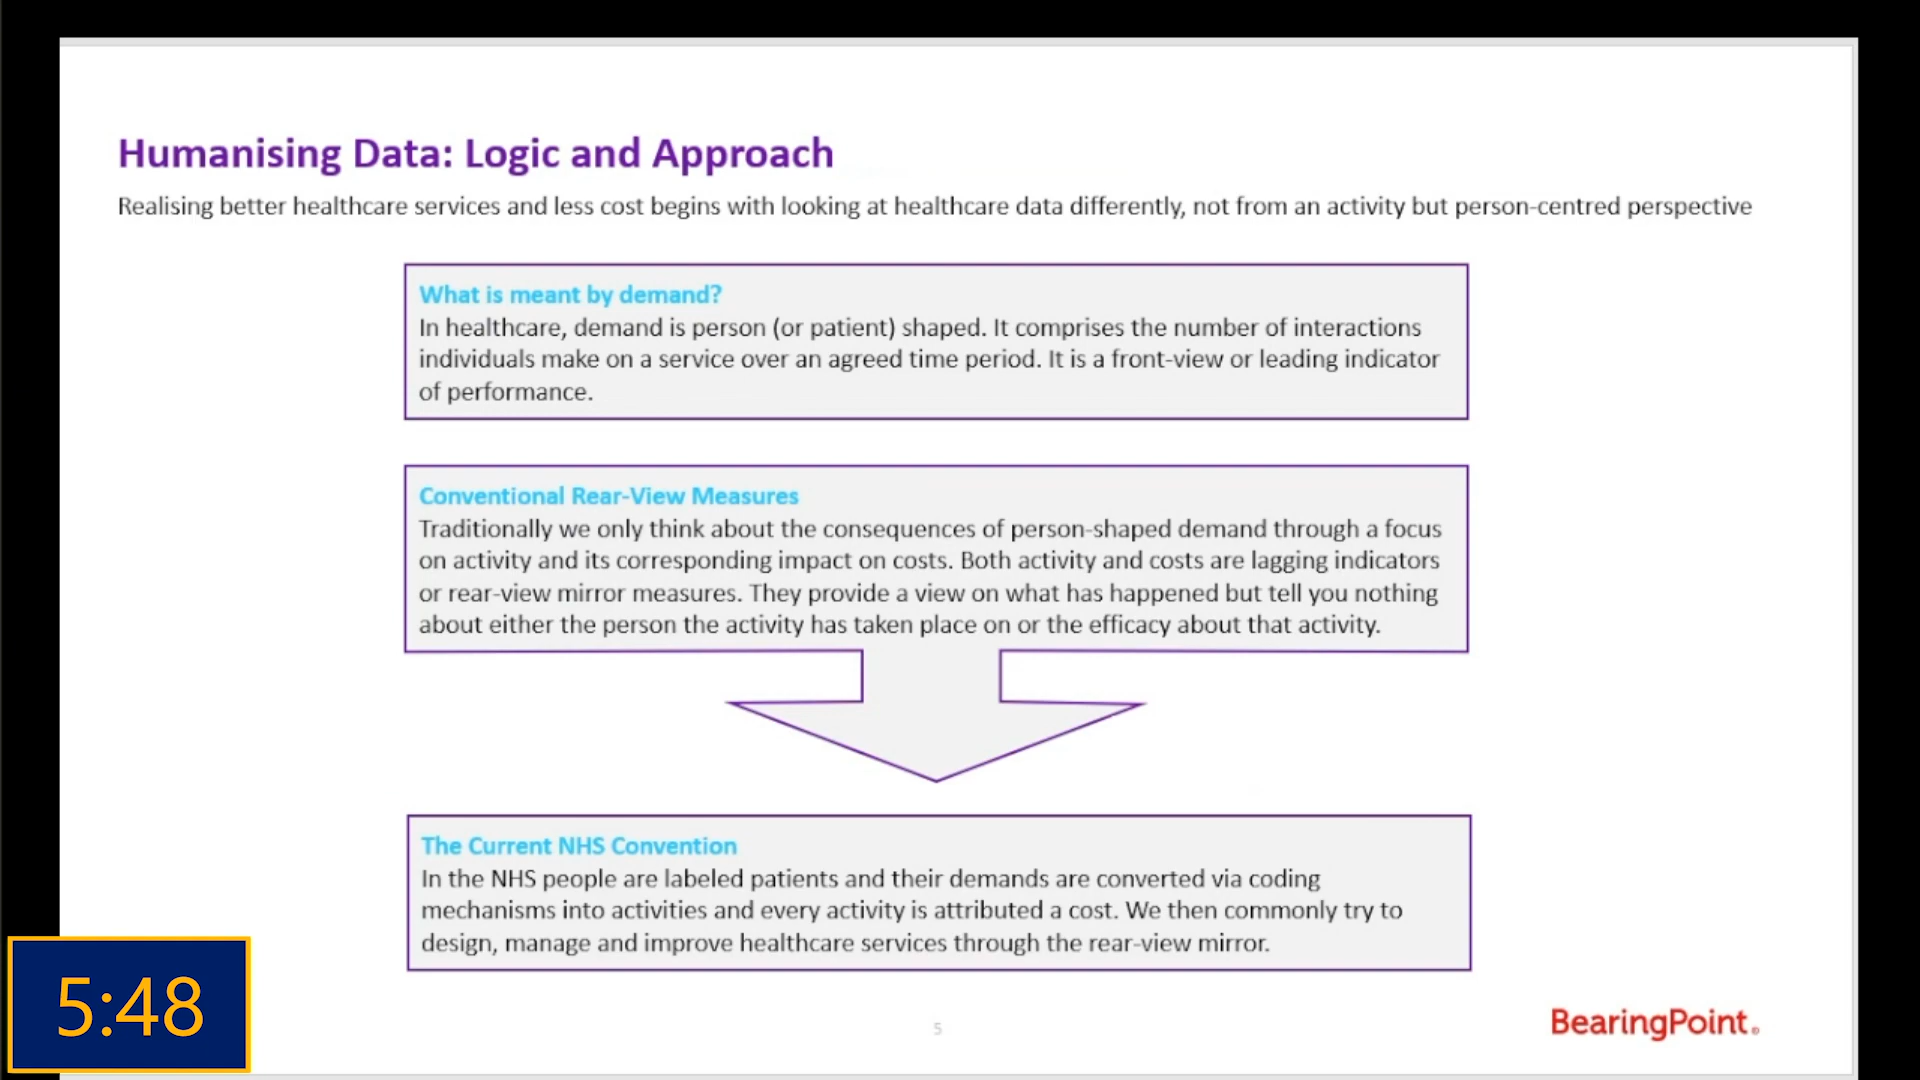 Humanising Data: Logic and Approach
Realising better healthcare services and less cost begins with looking at healthcare data differently, not from an activity but person-centred perspective
What is meant by demand?
In healthcare, demand is person (or patient) shaped. It comprises the number of interactions
individuals make on a service over an agreed time period. It is a front-view or leading indicator
of performance.
Conventional Rear-View Measures
Traditionally we only think about the consequences of person-shaped demand through a focus
on activity and its corresponding impact on costs. Both activity and costs are lagging indicators
or rear-view mirror measures. They provide a view on what has happened but tell you nothing
about either the person the activity has taken place on or the efficacy about that activity.
The Current NHS Convention
In the NHS people are labeled patients and their demands are converted via coding
mechanisms into activities and every activity is attributed a cost. We then commonly try to
design, manage and improve healthcare services through the rear-view mirror.
5:48
5
BearingPoint®